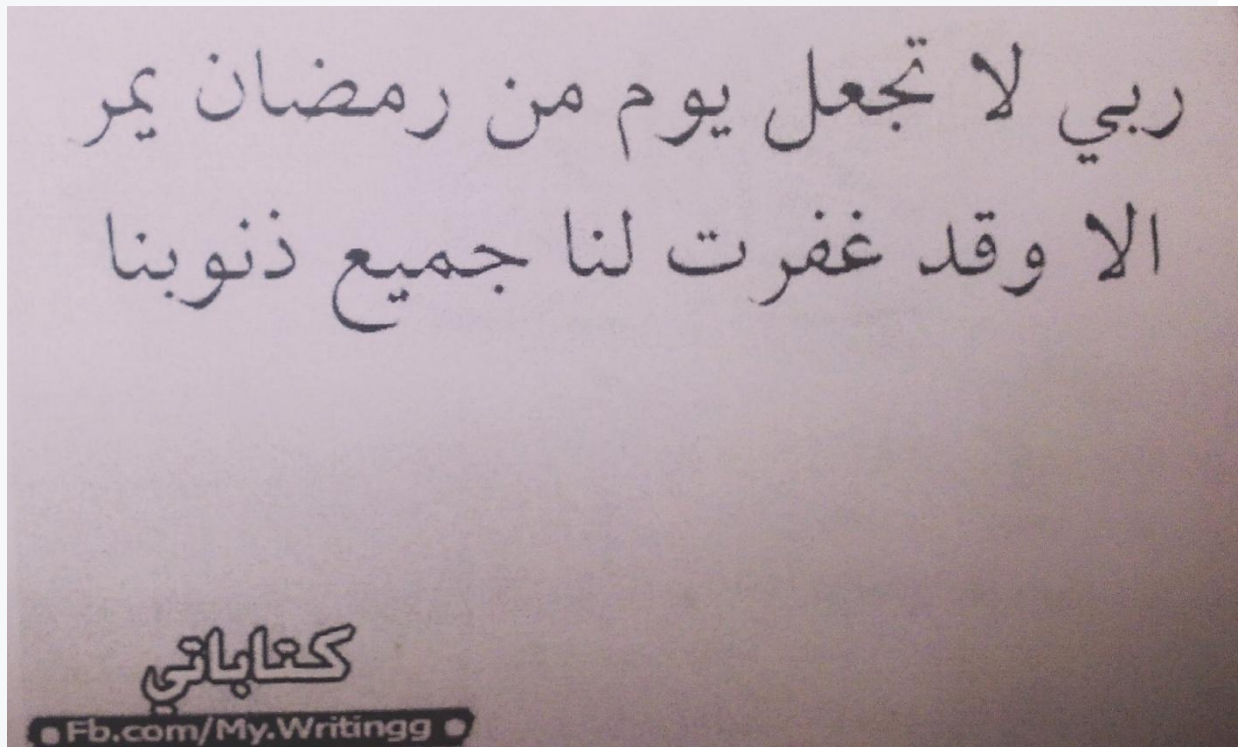 ربي لا تجعل يوم من رمضان يمر
الا وقد غفرت لنا جميع ذنوبنا
كتاباتي
Fb.com/My.Writingg